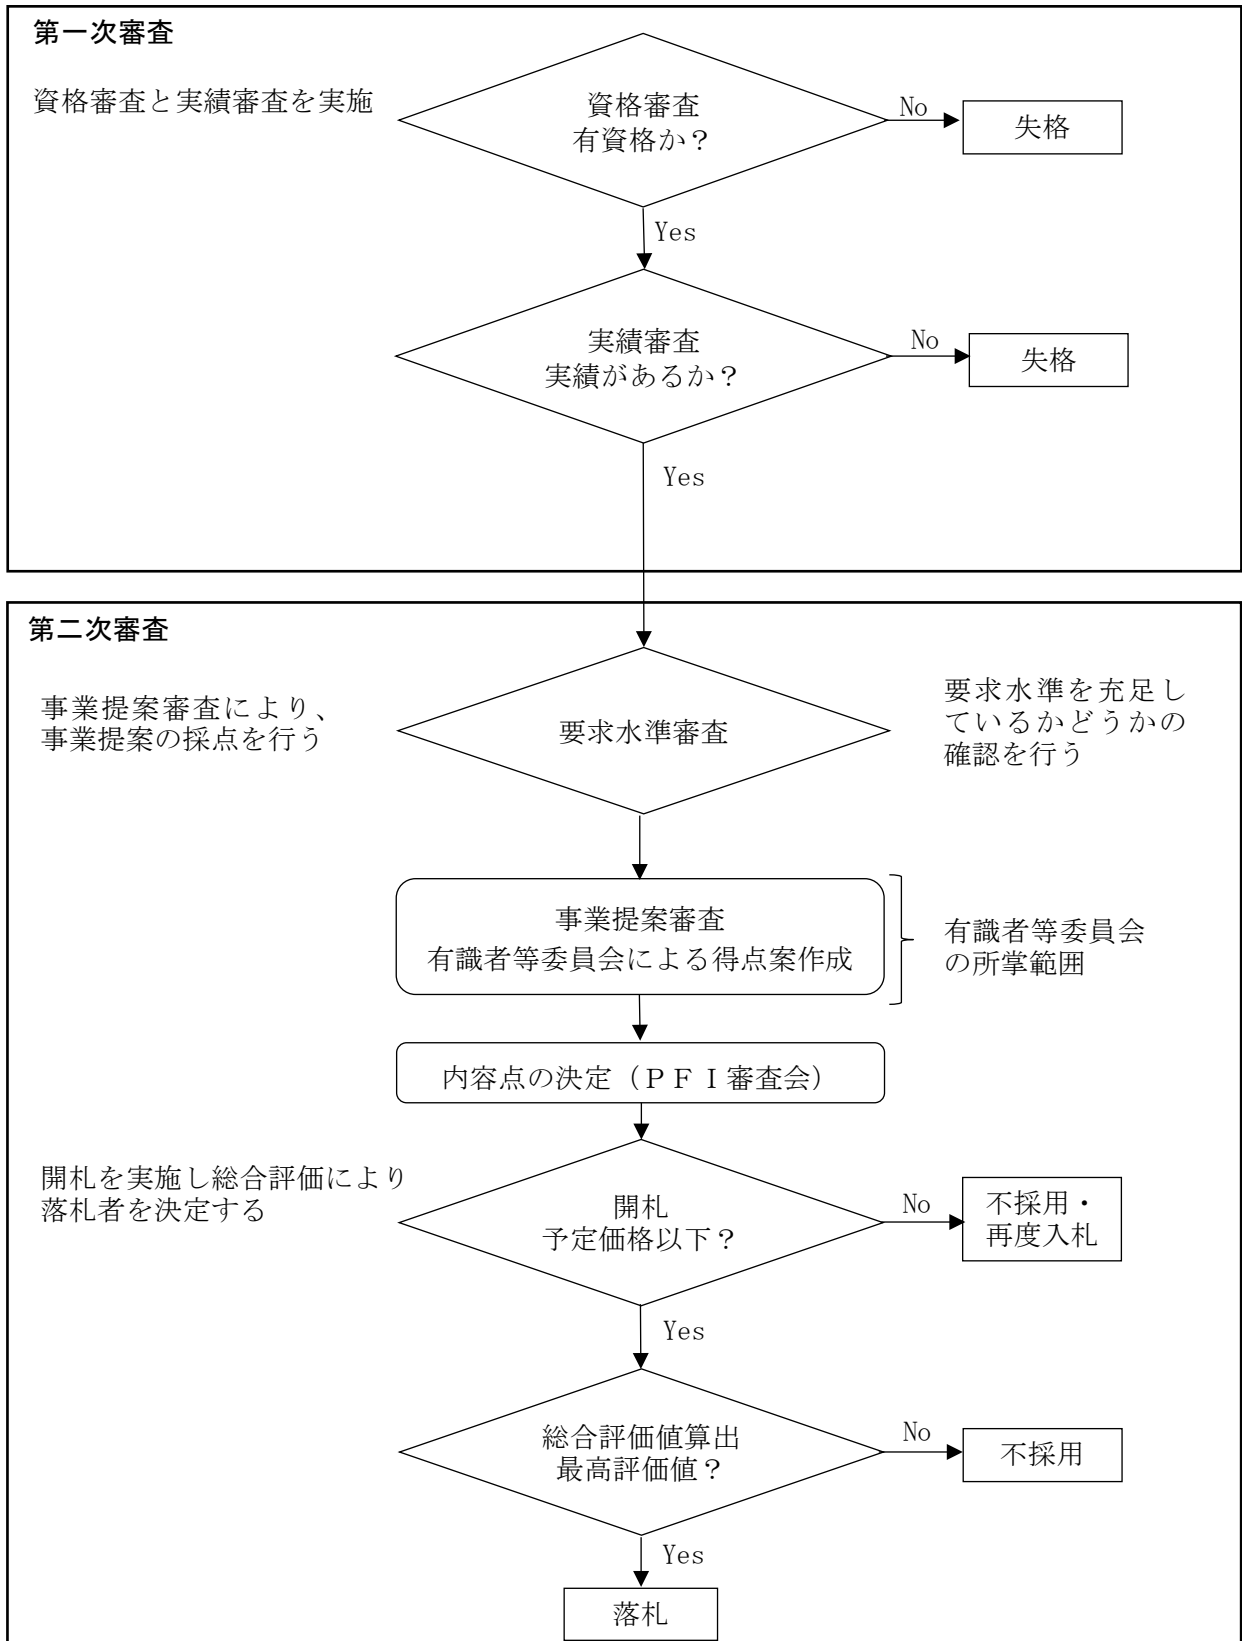 第一次審査
資格審査と実績審査を実施
資格審査
有資格か？
No
失格
Yes
実績審査
実績があるか？
No
失格
Yes
第二次審査
事業提案審査により、
事業提案の採点を行う
要求水準審査
要求水準を充足し
ているかどうかの
確認を行う
事業提案審査
有識者等委員会による得点案作成
有識者等委員会
の所掌範囲
内容点の決定（ＰＦＩ審査会）
開札を実施し総合評価により
落札者を決定する
開札
予定価格以下？
No
不採用・
再度入札
Yes
総合評価値算出
最高評価値？
No
不採用
Yes
落札